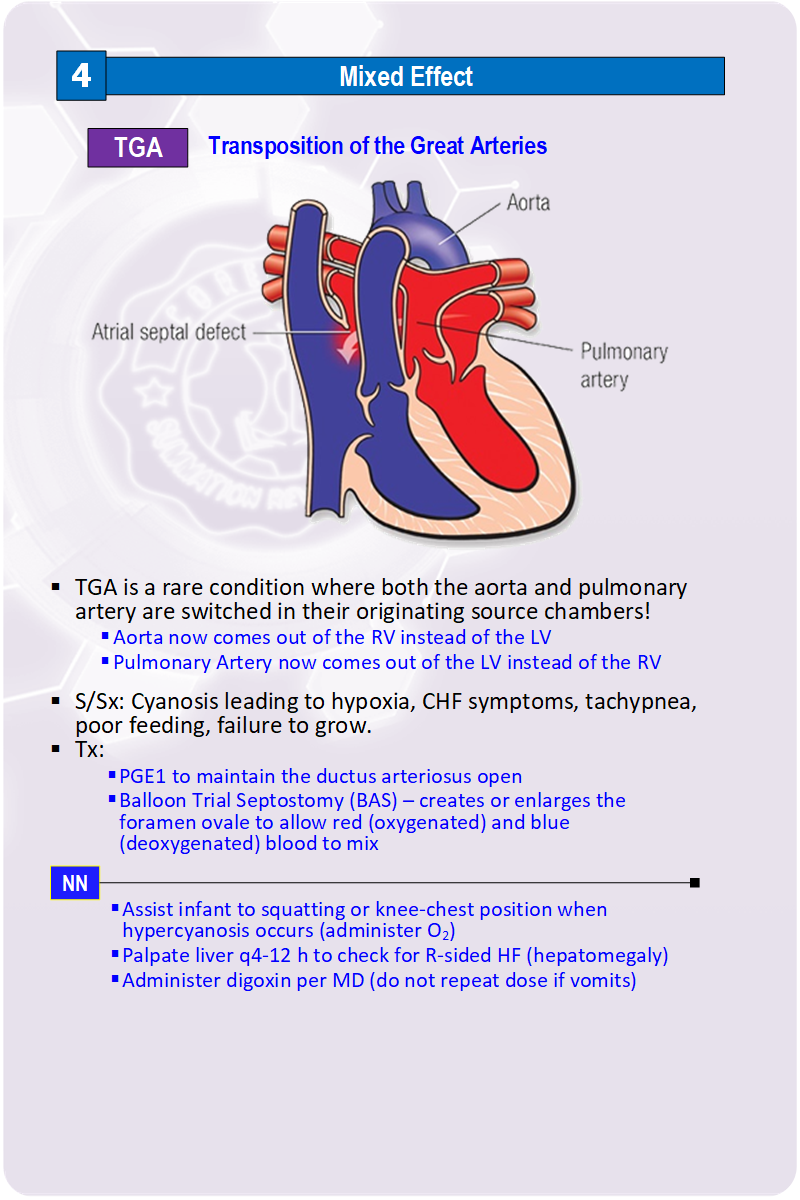 4
Mixed Effect
TGA
Transposition of the Great Arteries
Aorta
Atrial septal defect
Pulmonary
artery
▪ TGA is a rare condition where both the aorta and pulmonary
artery are switched in their originating source chambers!
▪ Aorta now comes out of the RV instead of the LV
▪ Pulmonary Artery now comes out of the LV instead of the RV
▪ S/Sx: Cyanosis leading to hypoxia, CHF symptoms, tachypnea,
poor feeding, failure to grow.
▪ Tx:
▪ PGE1 to maintain the ductus arteriosus open
▪ Balloon Trial Septostomy (BAS) – creates or enlarges the
foramen ovale to allow red (oxygenated) and blue
(deoxygenated) blood to mix
NN
▪ Assist infant to squatting or knee-chest position when
hypercyanosis occurs (administer O₂)
▪ Palpate liver q4-12 h to check for R-sided HF (hepatomegaly)
▪ Administer digoxin per MD (do not repeat dose if vomits)